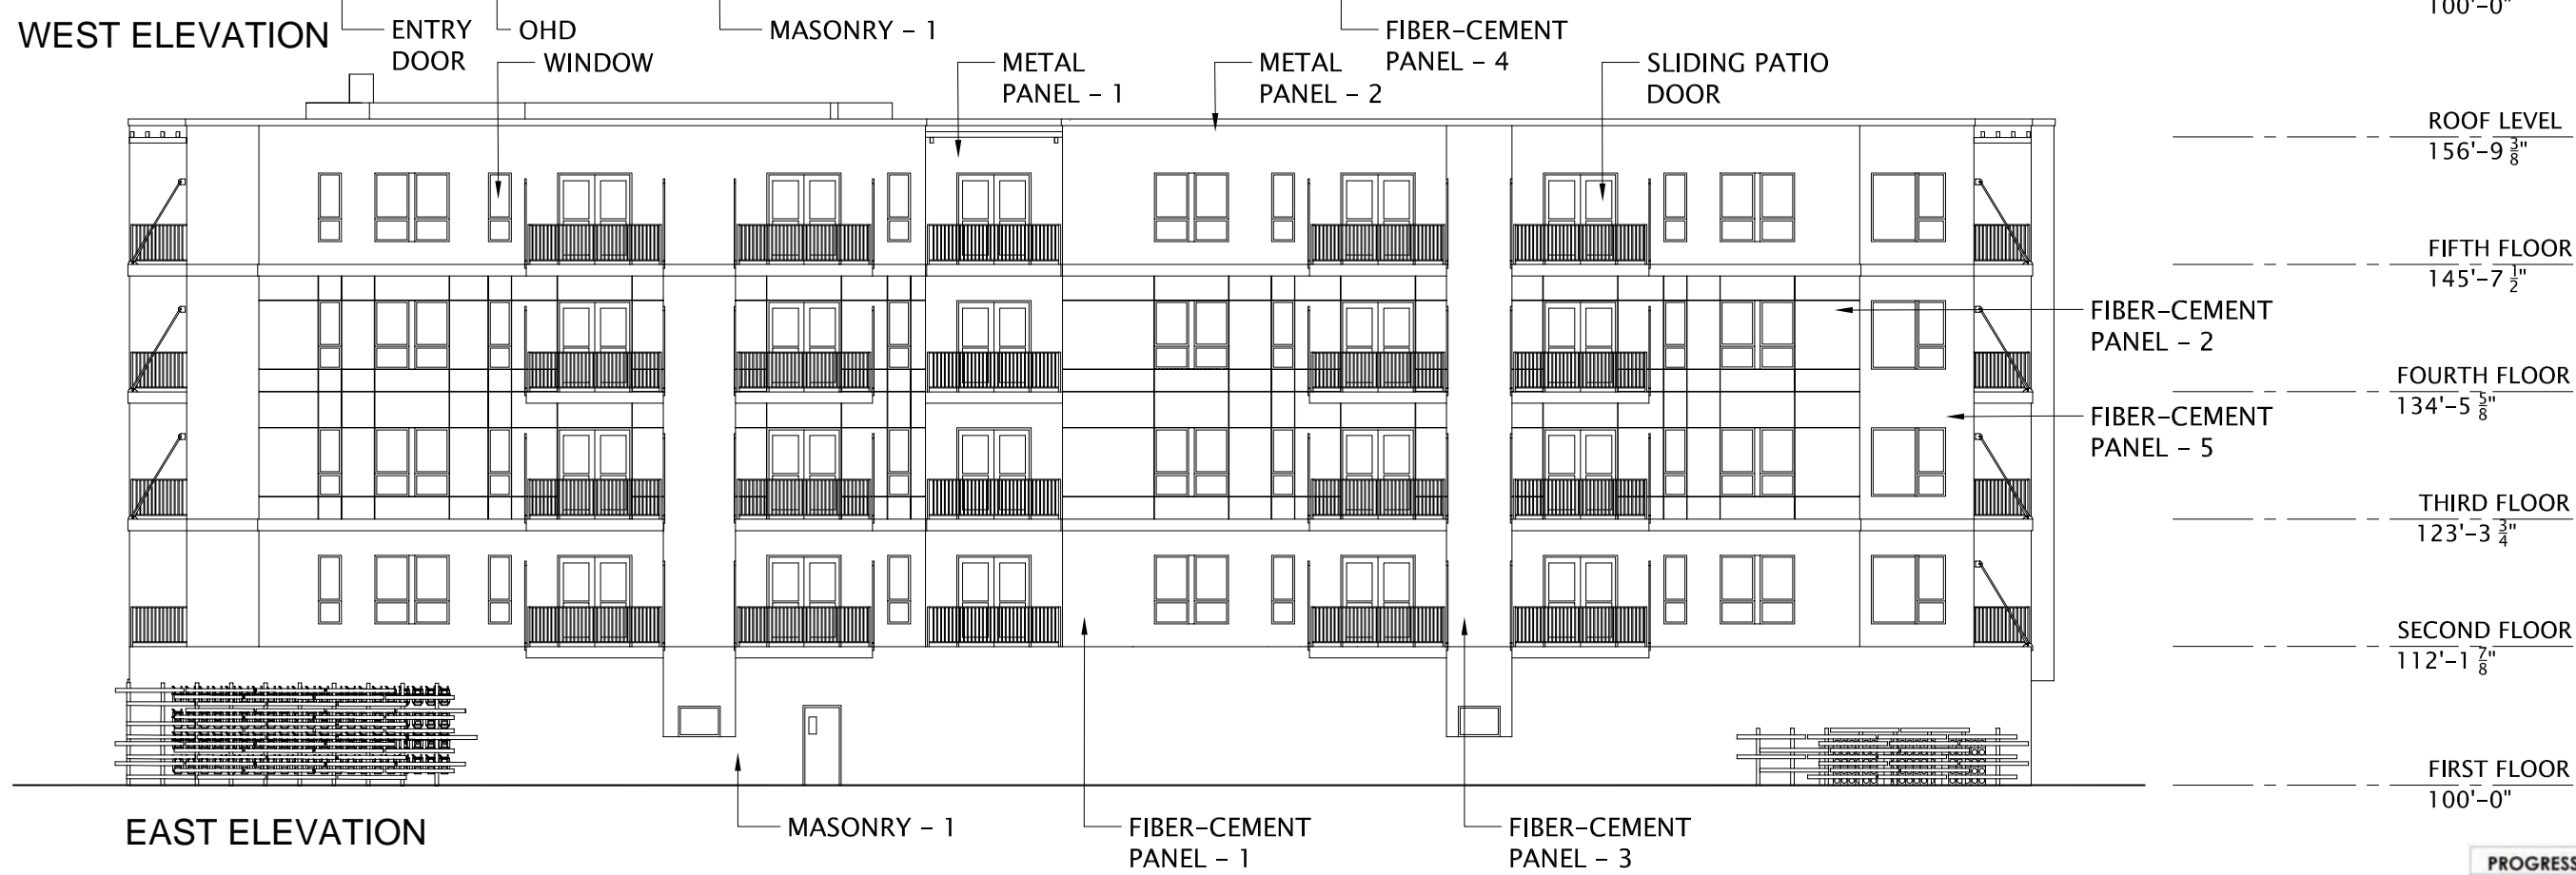 100'-0"
WEST ELEVATION
ENTRY
DOOR
OHD
WINDOW
MASONRY - 1
METAL
PANEL - 1
METAL
PANEL - 2
FIBER-CEMENT
PANEL - 4
SLIDING PATIO
DOOR
ROOF LEVEL
156'-9 3/8"
FIFTH FLOOR
145'-7 1/2"
FIBER-CEMENT
PANEL - 2
FOURTH FLOOR
134'-5 5/8"
FIBER-CEMENT
PANEL - 5
THIRD FLOOR
123'-3 3/4"
SECOND FLOOR
112'-1 7/8"
FIRST FLOOR
100'-0"
EAST ELEVATION
MASONRY - 1
FIBER-CEMENT
PANEL - 1
FIBER-CEMENT
PANEL - 3
PROGRESS